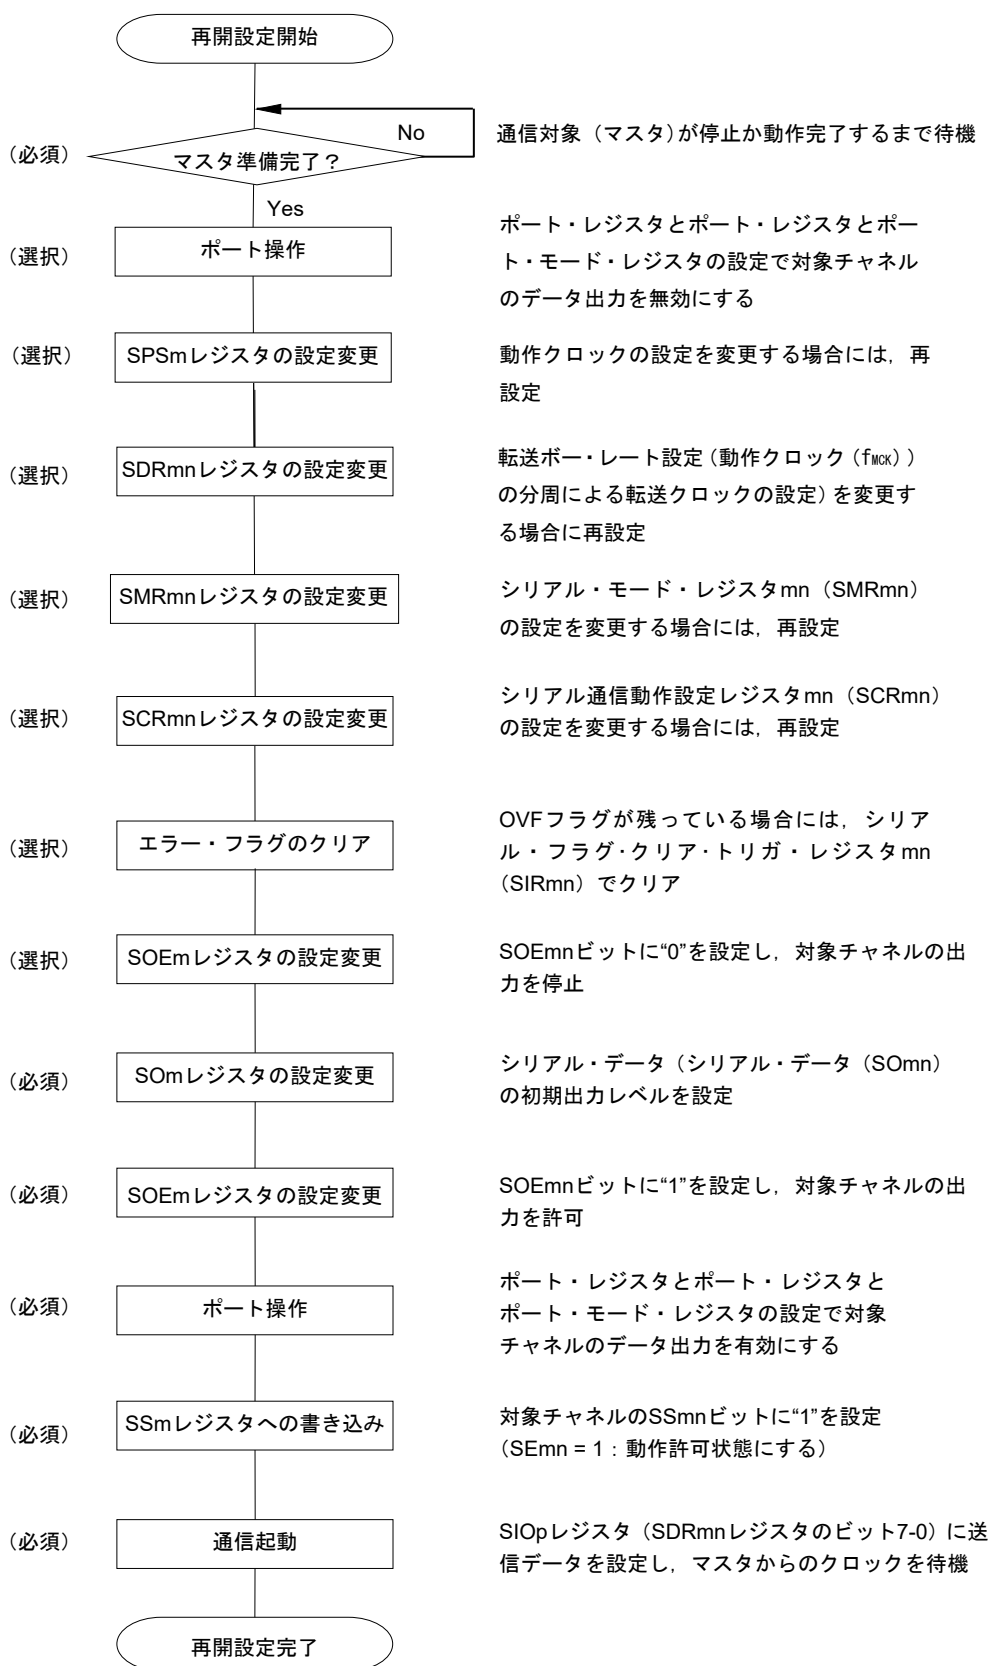 再開設定開始
No
通信対象（マスタ）が停止か動作完了するまで待機
（必須）
マスタ準備完了？
Yes
ポート・レジスタとポート・レジスタとポー
ト・モード・レジスタの設定で対象チャネル
のデータ出力を無効にする
（選択）
ポート操作
（選択）
SPSmレジスタの設定変更
動作クロックの設定を変更する場合には，再
設定
（選択）
SDRmnレジスタの設定変更
転送ボー・レート設定（動作クロック（fMCK））
の分周による転送クロックの設定）を変更す
る場合に再設定
（選択）
SMRmnレジスタの設定変更
シリアル・モード・レジスタmn（SMRmn）
の設定を変更する場合には，再設定
（選択）
SCRmnレジスタの設定変更
シリアル通信動作設定レジスタmn（SCRmn）
の設定を変更する場合には，再設定
（選択）
エラー・フラグのクリア
OVFフラグが残っている場合には，シリア
ル・フラグ・クリア・トリガ・レジスタmn
（SIRmn）でクリア
（選択）
SOEmレジスタの設定変更
SOEmnビットに“0”を設定し，対象チャネルの出
力を停止
（必須）
SOmレジスタの設定変更
シリアル・データ（シリアル・データ（SOmn）
の初期出力レベルを設定
（必須）
SOEmレジスタの設定変更
SOEmnビットに“1”を設定し，対象チャネルの出
力を許可
（必須）
ポート操作
ポート・レジスタとポート・レジスタと
ポート・モード・レジスタの設定で対象
チャネルのデータ出力を有効にする
（必須）
SSmレジスタへの書き込み
対象チャネルのSSmnビットに“1”を設定
（SEmn = 1：動作許可状態にする）
（必須）
通信起動
SIOpレジスタ（SDRmnレジスタのビット7-0）に送
信データを設定し，マスタからのクロックを待機
再開設定完了